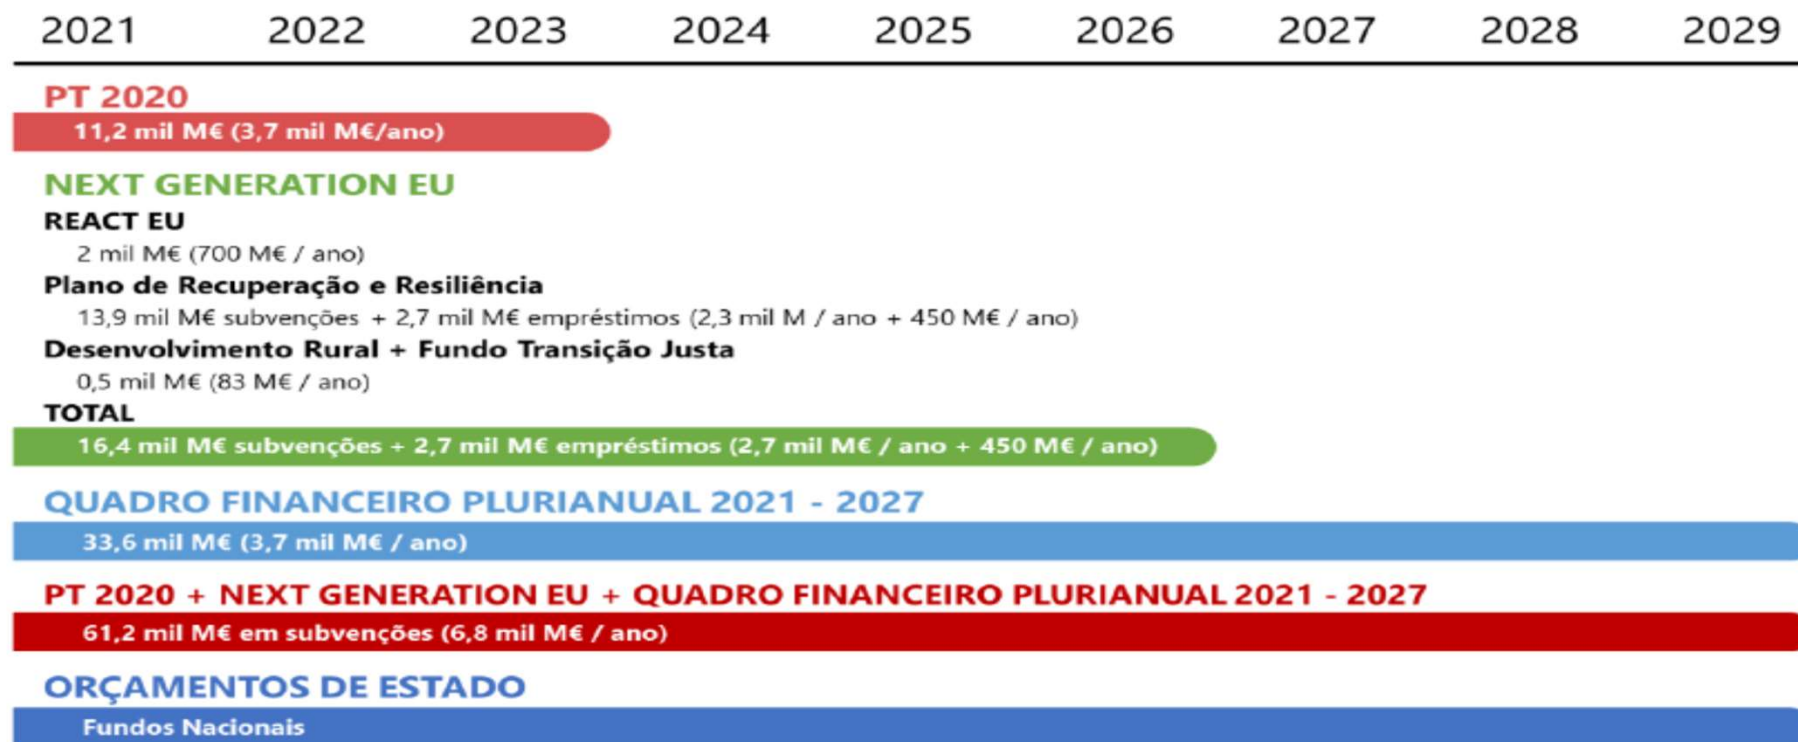 2021 2022 2023 2024 2025 2026 2027 2028 2029
PT 2020
11,2 mil M€ (3,7 mil M€/ano)
NEXT GENERATION EU
REACT EU
2 mil M€ (700 M€ / ano)
Plano de Recuperação e Resiliência
13,9 mil M€ subvenções + 2,7 mil M€ empréstimos (2,3 mil M / ano + 450 M€ / ano)
Desenvolvimento Rural + Fundo Transição Justa
0,5 mil M€ (83 M€ / ano)
TOTAL
16,4 mil M€ subvenções + 2,7 mil M€ empréstimos (2,7 mil M€ / ano + 450 M€ / ano)
QUADRO FINANCEIRO PLURIANUAL 2021 - 2027
33,6 mil M€ (3,7 mil M€ / ano)
PT 2020 + NEXT GENERATION EU + QUADRO FINANCEIRO PLURIANUAL 2021 - 2027
61,2 mil M€ em subvenções (6,8 mil M€ / ano)
ORÇAMENTOS DE ESTADO
Fundos Nacionais